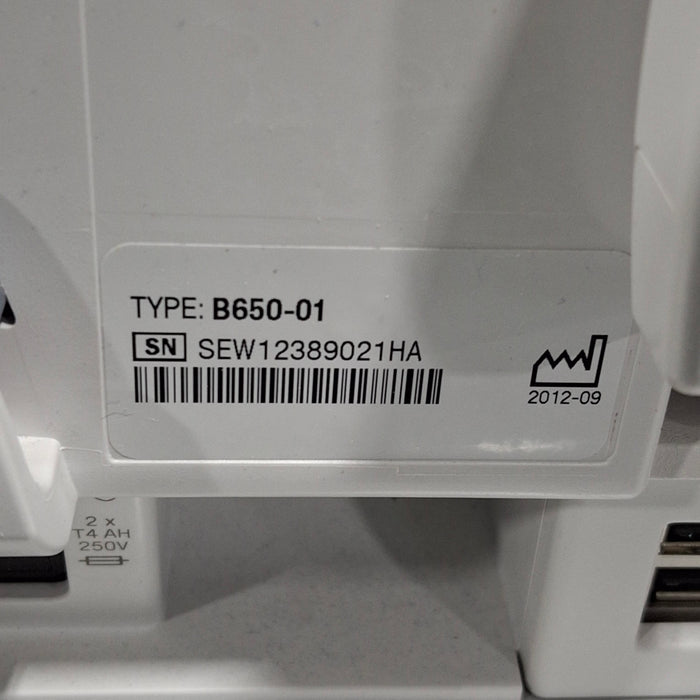 TYPE: B650-01
SN SEW12389021HA
2012-09
2 x
T4 AH
250V